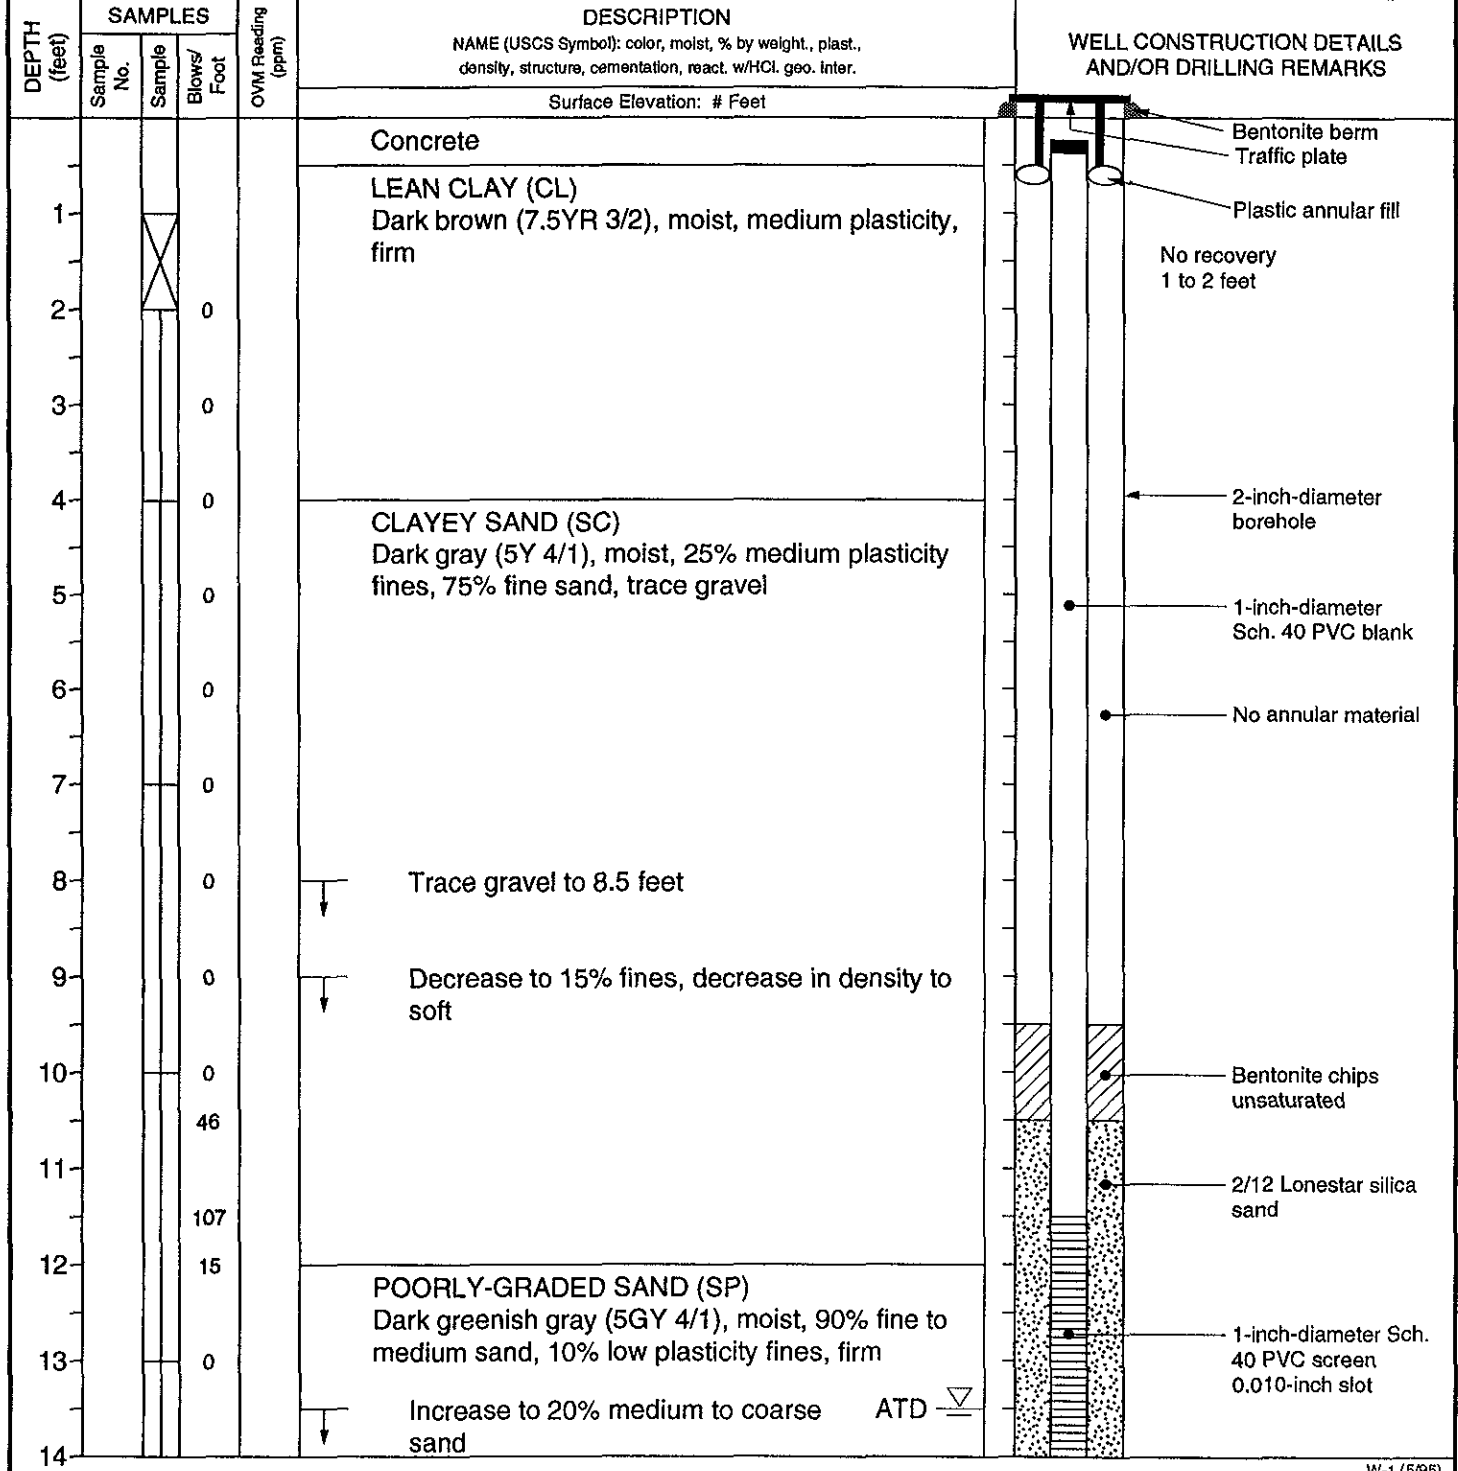 DEPTH
(feet)
SAMPLES
Sample
No.
Sample
Blows/
Foot
OVM Reading
(ppm)
DESCRIPTION
NAME (USCS Symbol): color, moist, % by weight., plast.,
density, structure, cementation, react. w/HCl. geo. inter.
Surface Elevation: # Feet
WELL CONSTRUCTION DETAILS
AND/OR DRILLING REMARKS
Concrete
Bentonite berm
Traffic plate
LEAN CLAY (CL)
Dark brown (7.5YR 3/2), moist, medium plasticity,
firm
1
Plastic annular fill
No recovery
1 to 2 feet
2
0
3
0
4
0
2-inch-diameter
borehole
CLAYEY SAND (SC)
Dark gray (5Y 4/1), moist, 25% medium plasticity
fines, 75% fine sand, trace gravel
5
0
1-inch-diameter
Sch. 40 PVC blank
6
0
No annular material
7
0
8
0
Trace gravel to 8.5 feet
9
0
Decrease to 15% fines, decrease in density to
soft
10
0
Bentonite chips
unsaturated
46
11
2/12 Lonestar silica
sand
107
12
15
POORLY-GRADED SAND (SP)
Dark greenish gray (5GY 4/1), moist, 90% fine to
medium sand, 10% low plasticity fines, firm
13
0
1-inch-diameter Sch.
40 PVC screen
0.010-inch slot
Increase to 20% medium to coarse
sand
ATD
14
W-1 (5/95)